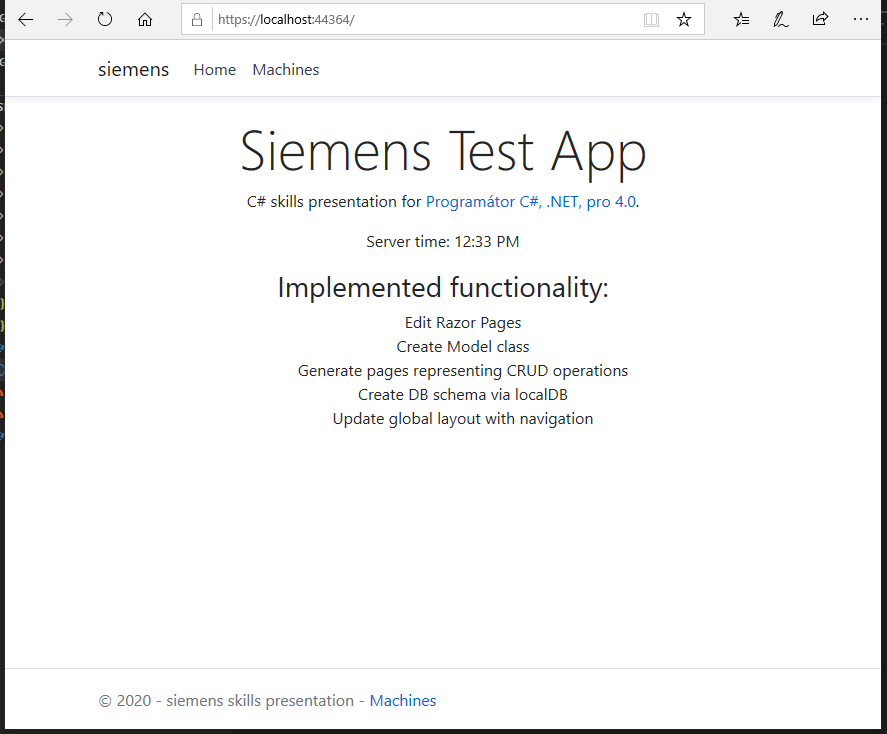 https://localhost:44364/
siemens Home Machines
Siemens Test App
C# skills presentation for Programátor C#, .NET, pro 4.0.
Server time: 12:33 PM
Implemented functionality:
Edit Razor Pages
Create Model class
Generate pages representing CRUD operations
Create DB schema via localDB
Update global layout with navigation
© 2020 - siemens skills presentation - Machines